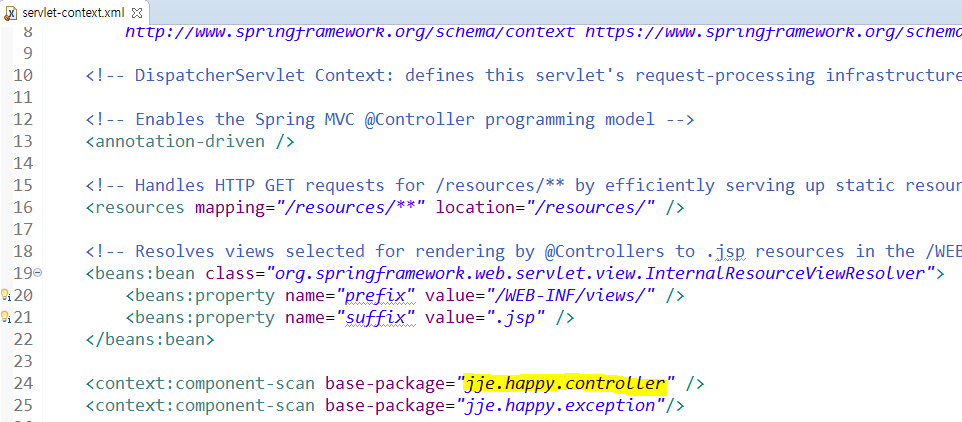 servlet-context.xml
8 http://www.springframework.org/schema/context https://www.springframework.org/schema
9
10 <!-- DispatcherServlet Context: defines this servlet's request-processing infrastructure
11
12 <!-- Enables the Spring MVC @Controller programming model -->
13 <annotation-driven />
14
15 <!-- Handles HTTP GET requests for /resources/** by efficiently serving up static resour
16 <resources mapping="/resources/**" location="/resources/" />
17
18 <!-- Resolves views selected for rendering by @Controllers to .jsp resources in the /WEB
19 <beans:bean class="org.springframework.web.servlet.view.InternalResourceViewResolver">
20 <beans:property name="prefix" value="/WEB-INF/views/" />
21 <beans:property name="suffix" value=".jsp" />
22 </beans:bean>
23
24 <context:component-scan base-package="jje.happy.controller" />
25 <context:component-scan base-package="jje.happy.exception"/>